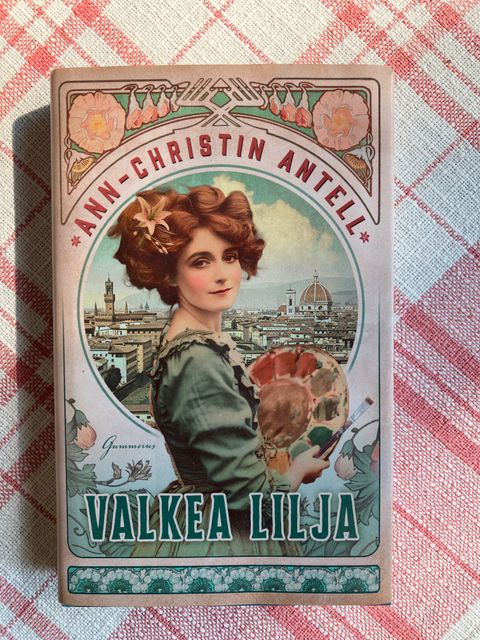 *ANN-CHRISTIN ANTELL*
Gummerus
VALKEA LILJA